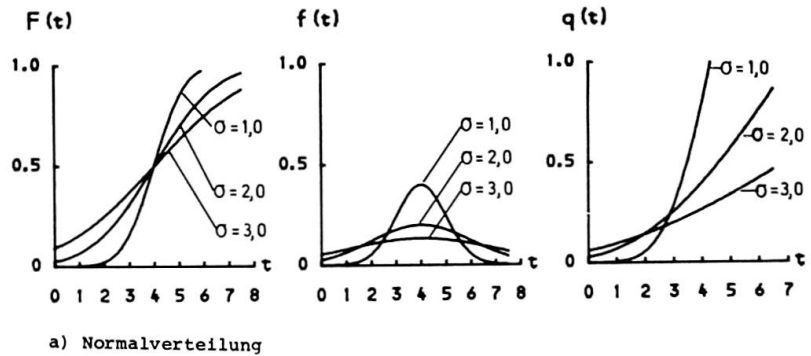 F(t) f(t) q(t)
1.0 1.0 1.0
σ=1,0
σ=1,0
σ=1,0
σ=2,0
σ=2,0
0.5 0.5 0.5
σ=3,0
σ=2,0
σ=3,0
σ=3,0
0 t 0 t 0 t
0 1 2 3 4 5 6 7 8 0 1 2 3 4 5 6 7 8 0 1 2 3 4 5 6 7
a) Normalverteilung